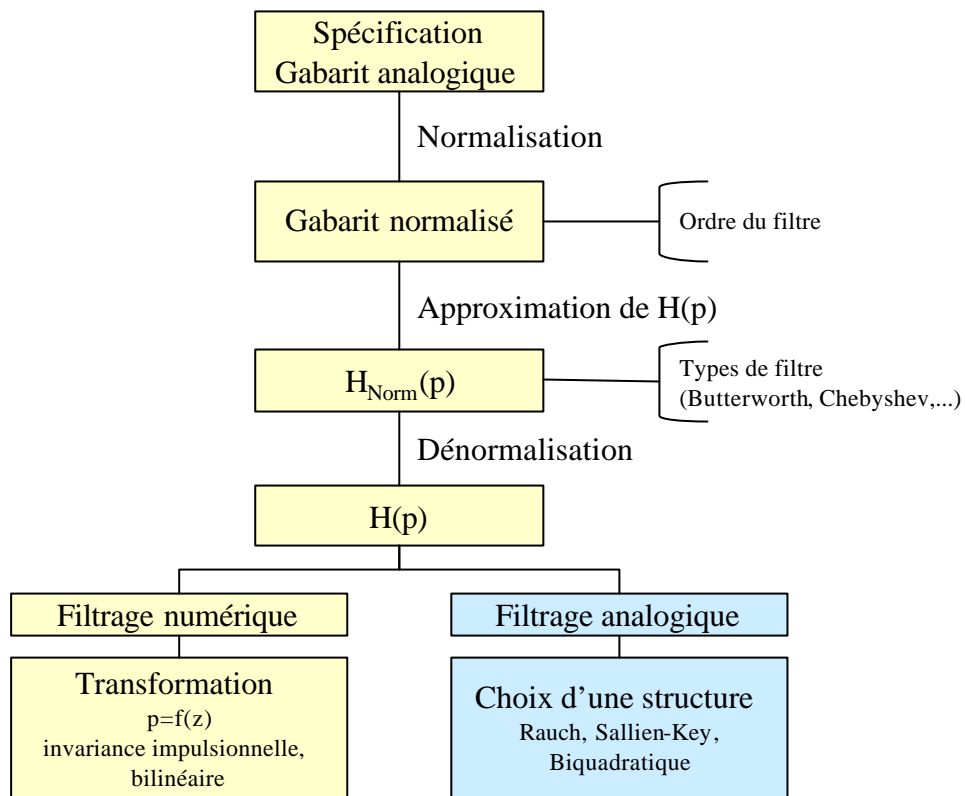 Spécification
Gabarit analogique
Normalisation
Gabarit normalisé
Ordre du filtre
Approximation de H(p)
H_Norm(p)
Types de filtre
(Butterworth, Chebyshev,...)
Dénormalisation
H(p)
Filtrage numérique
Filtrage analogique
Transformation
p=f(z)
invariance impulsionnelle,
bilinéaire
Choix d'une structure
Rauch, Sallien-Key,
Biquadratique